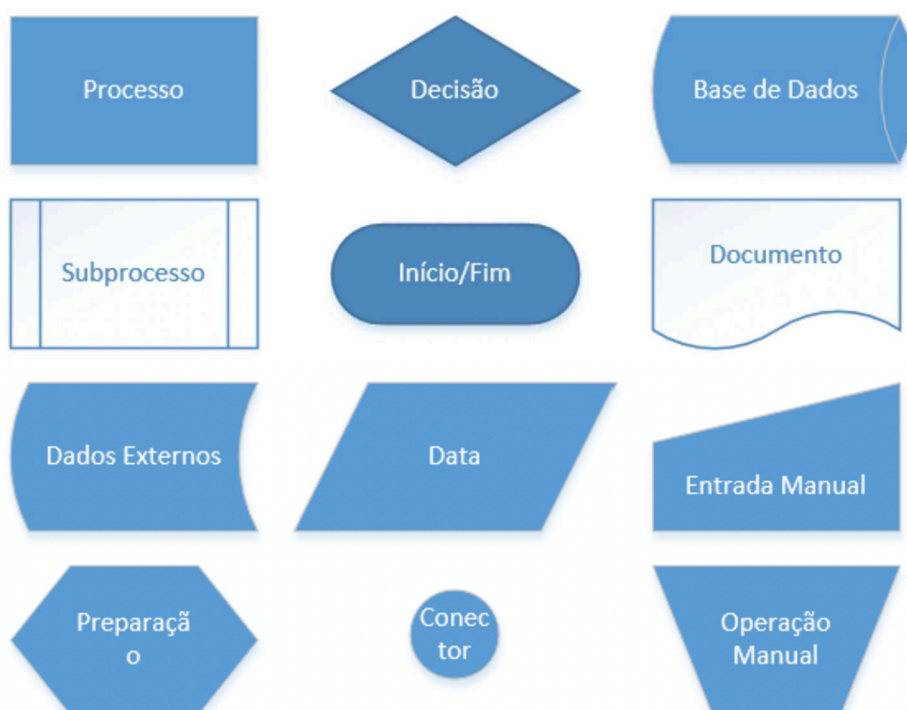 Processo
Decisão
Base de Dados
Subprocesso
Início/Fim
Documento
Dados Externos
Data
Entrada Manual
Preparaçã
o
Conec
tor
Operação
Manual